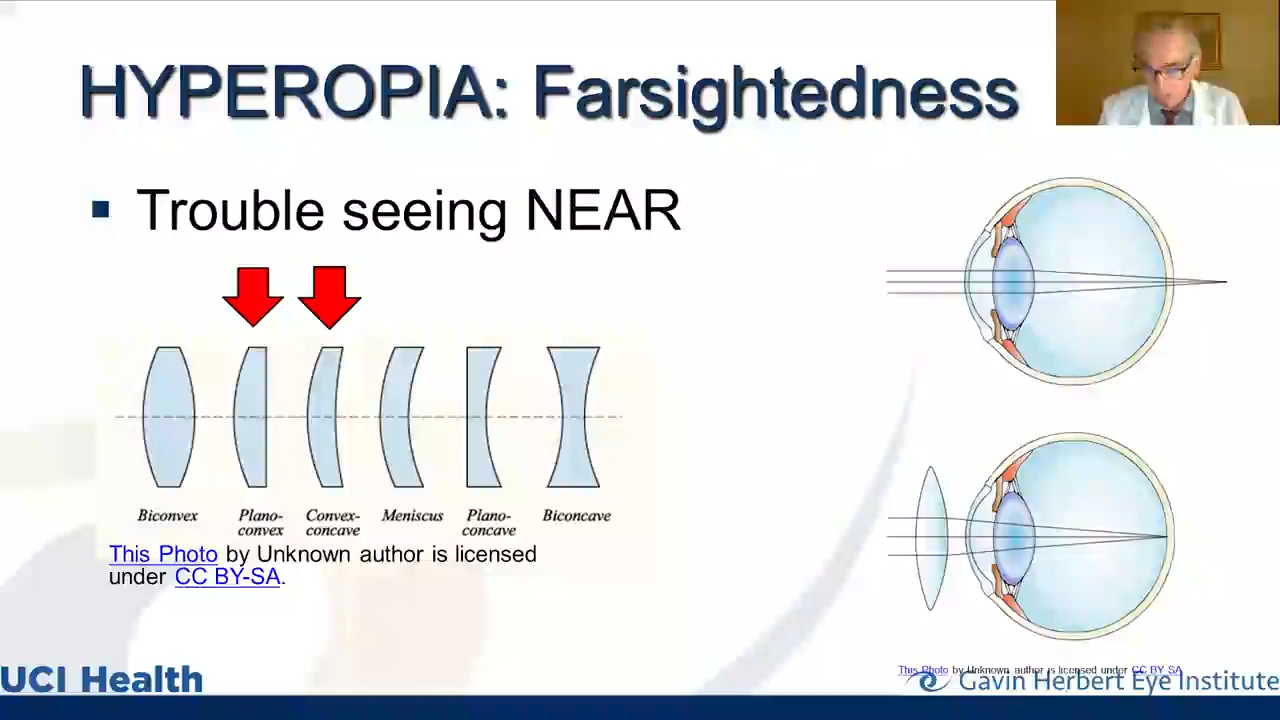 HYPEROPIA: Farsightedness
▪ Trouble seeing NEAR
Biconvex Plano-convex Convex-concave Meniscus Plano-concave Biconcave
This Photo by Unknown author is licensed
under CC BY-SA.
This Photo by Unknown author is licensed under CC BY SA
UCI Health
Gavin Herbert Eye Institute